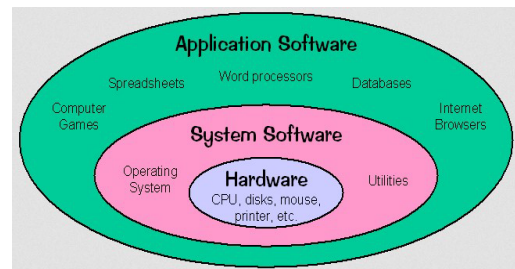 Application Software
Spreadsheets
Word processors
Databases
Computer
Games
Internet
Browsers
System Software
Operating
System
Utilities
Hardware
CPU, disks, mouse,
printer, etc.